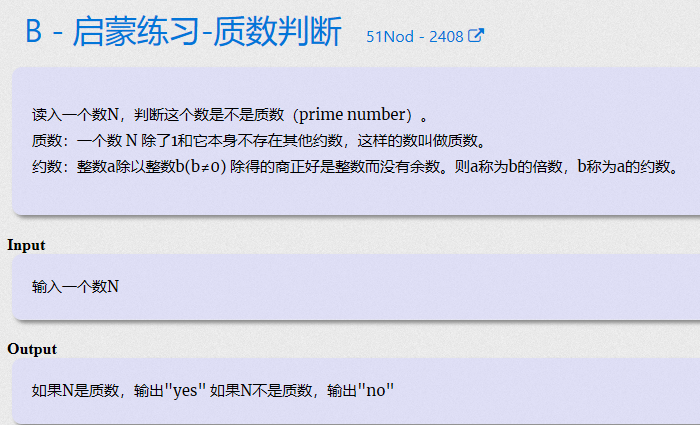 B - 启蒙练习-质数判断 51Nod - 2408
读入一个数N，判断这个数是不是质数（prime number）。
质数：一个数 N 除了1和它本身不存在其他约数，这样的数叫做质数。
约数：整数a除以整数b(b≠0) 除得的商正好是整数而没有余数。则a称为b的倍数，b称为a的约数。
Input
输入一个数N
Output
如果N是质数，输出"yes" 如果N不是质数，输出"no"